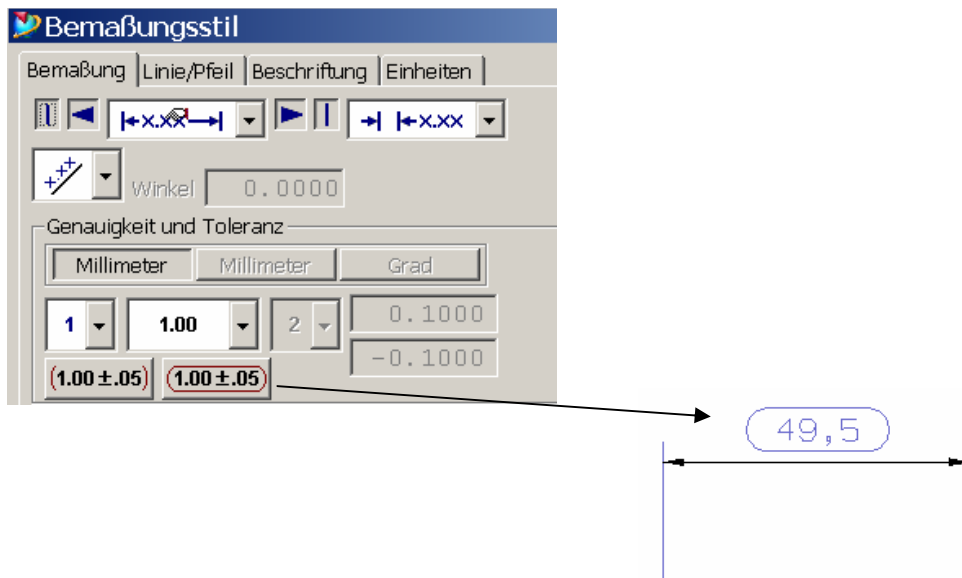 Bemaßungsstil
Bemaßung Linie/Pfeil Beschriftung Einheiten
x.xx x.xx
Winkel 0.0000
Genauigkeit und Toleranz
Millimeter Millimeter Grad
1 1.00 2 0.1000
-0.1000
(1.00±.05) (1.00±.05)
49,5